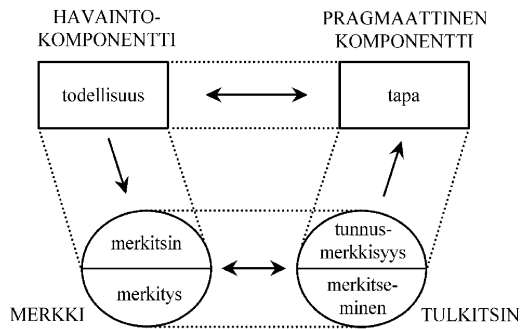 HAVAINTO-
KOMPONENTTI
PRAGMAATTINEN
KOMPONENTTI
todellisuus
tapa
merkitsin
merkitys
tunnus-
merkkisyys
merkitse-
minen
MERKKI
TULKITSIN